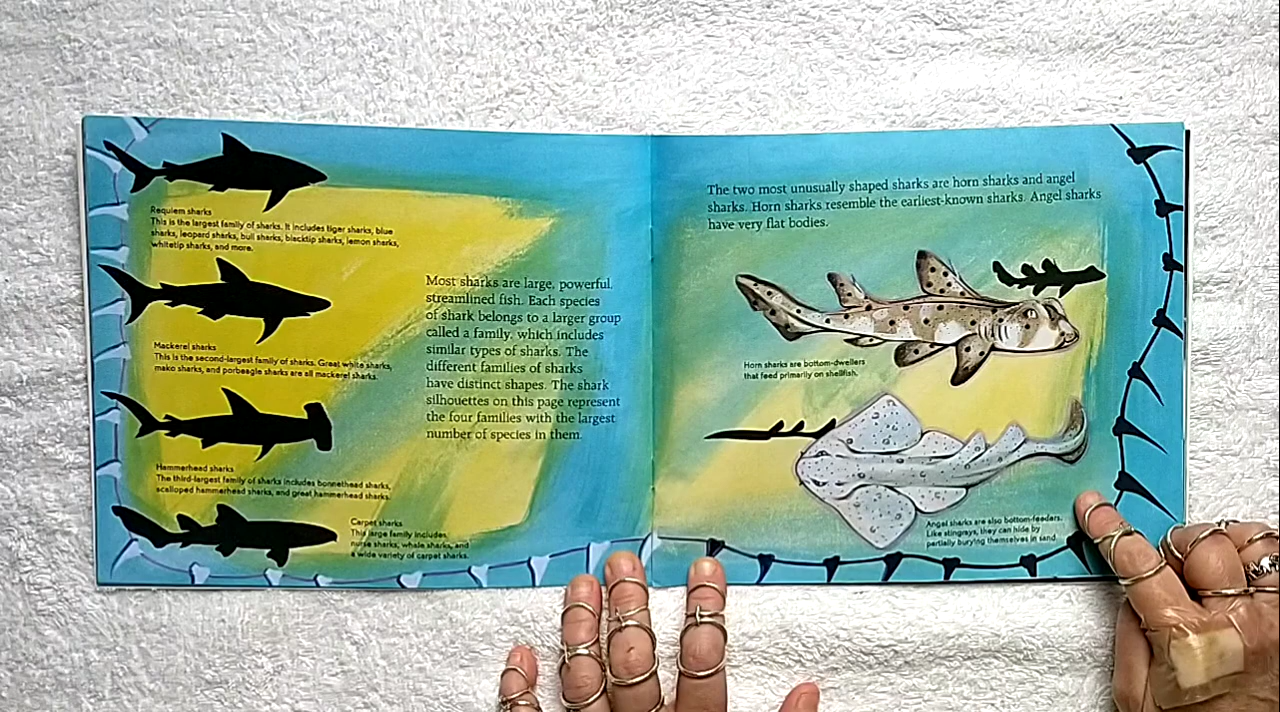 Requiem sharks
This is the largest family of sharks. It includes tiger sharks, blue
sharks, leopard sharks, bull sharks, blacktip sharks, lemon sharks,
whitetip sharks, and more.
Mackerel sharks
This is the second-largest family of sharks. Great white sharks,
mako sharks, and porbeagle sharks are all mackerel sharks.
Hammerhead sharks
The third-largest family of sharks includes bonnethead sharks,
scalloped hammerhead sharks, and great hammerhead sharks.
Carpet sharks
This large family includes
nurse sharks, whale sharks, and
a wide variety of carpet sharks.
Most sharks are large, powerful,
streamlined fish. Each species
of shark belongs to a larger group
called a family, which includes
similar types of sharks. The
different families of sharks
have distinct shapes. The shark
silhouettes on this page represent
the four families with the largest
number of species in them.
The two most unusually shaped sharks are horn sharks and angel
sharks. Horn sharks resemble the earliest-known sharks. Angel sharks
have very flat bodies.
Horn sharks are bottom-dwellers
that feed primarily on shellfish.
Angel sharks are also bottom-feeders.
Like stingrays, they can hide by
partially burying themselves in sand.